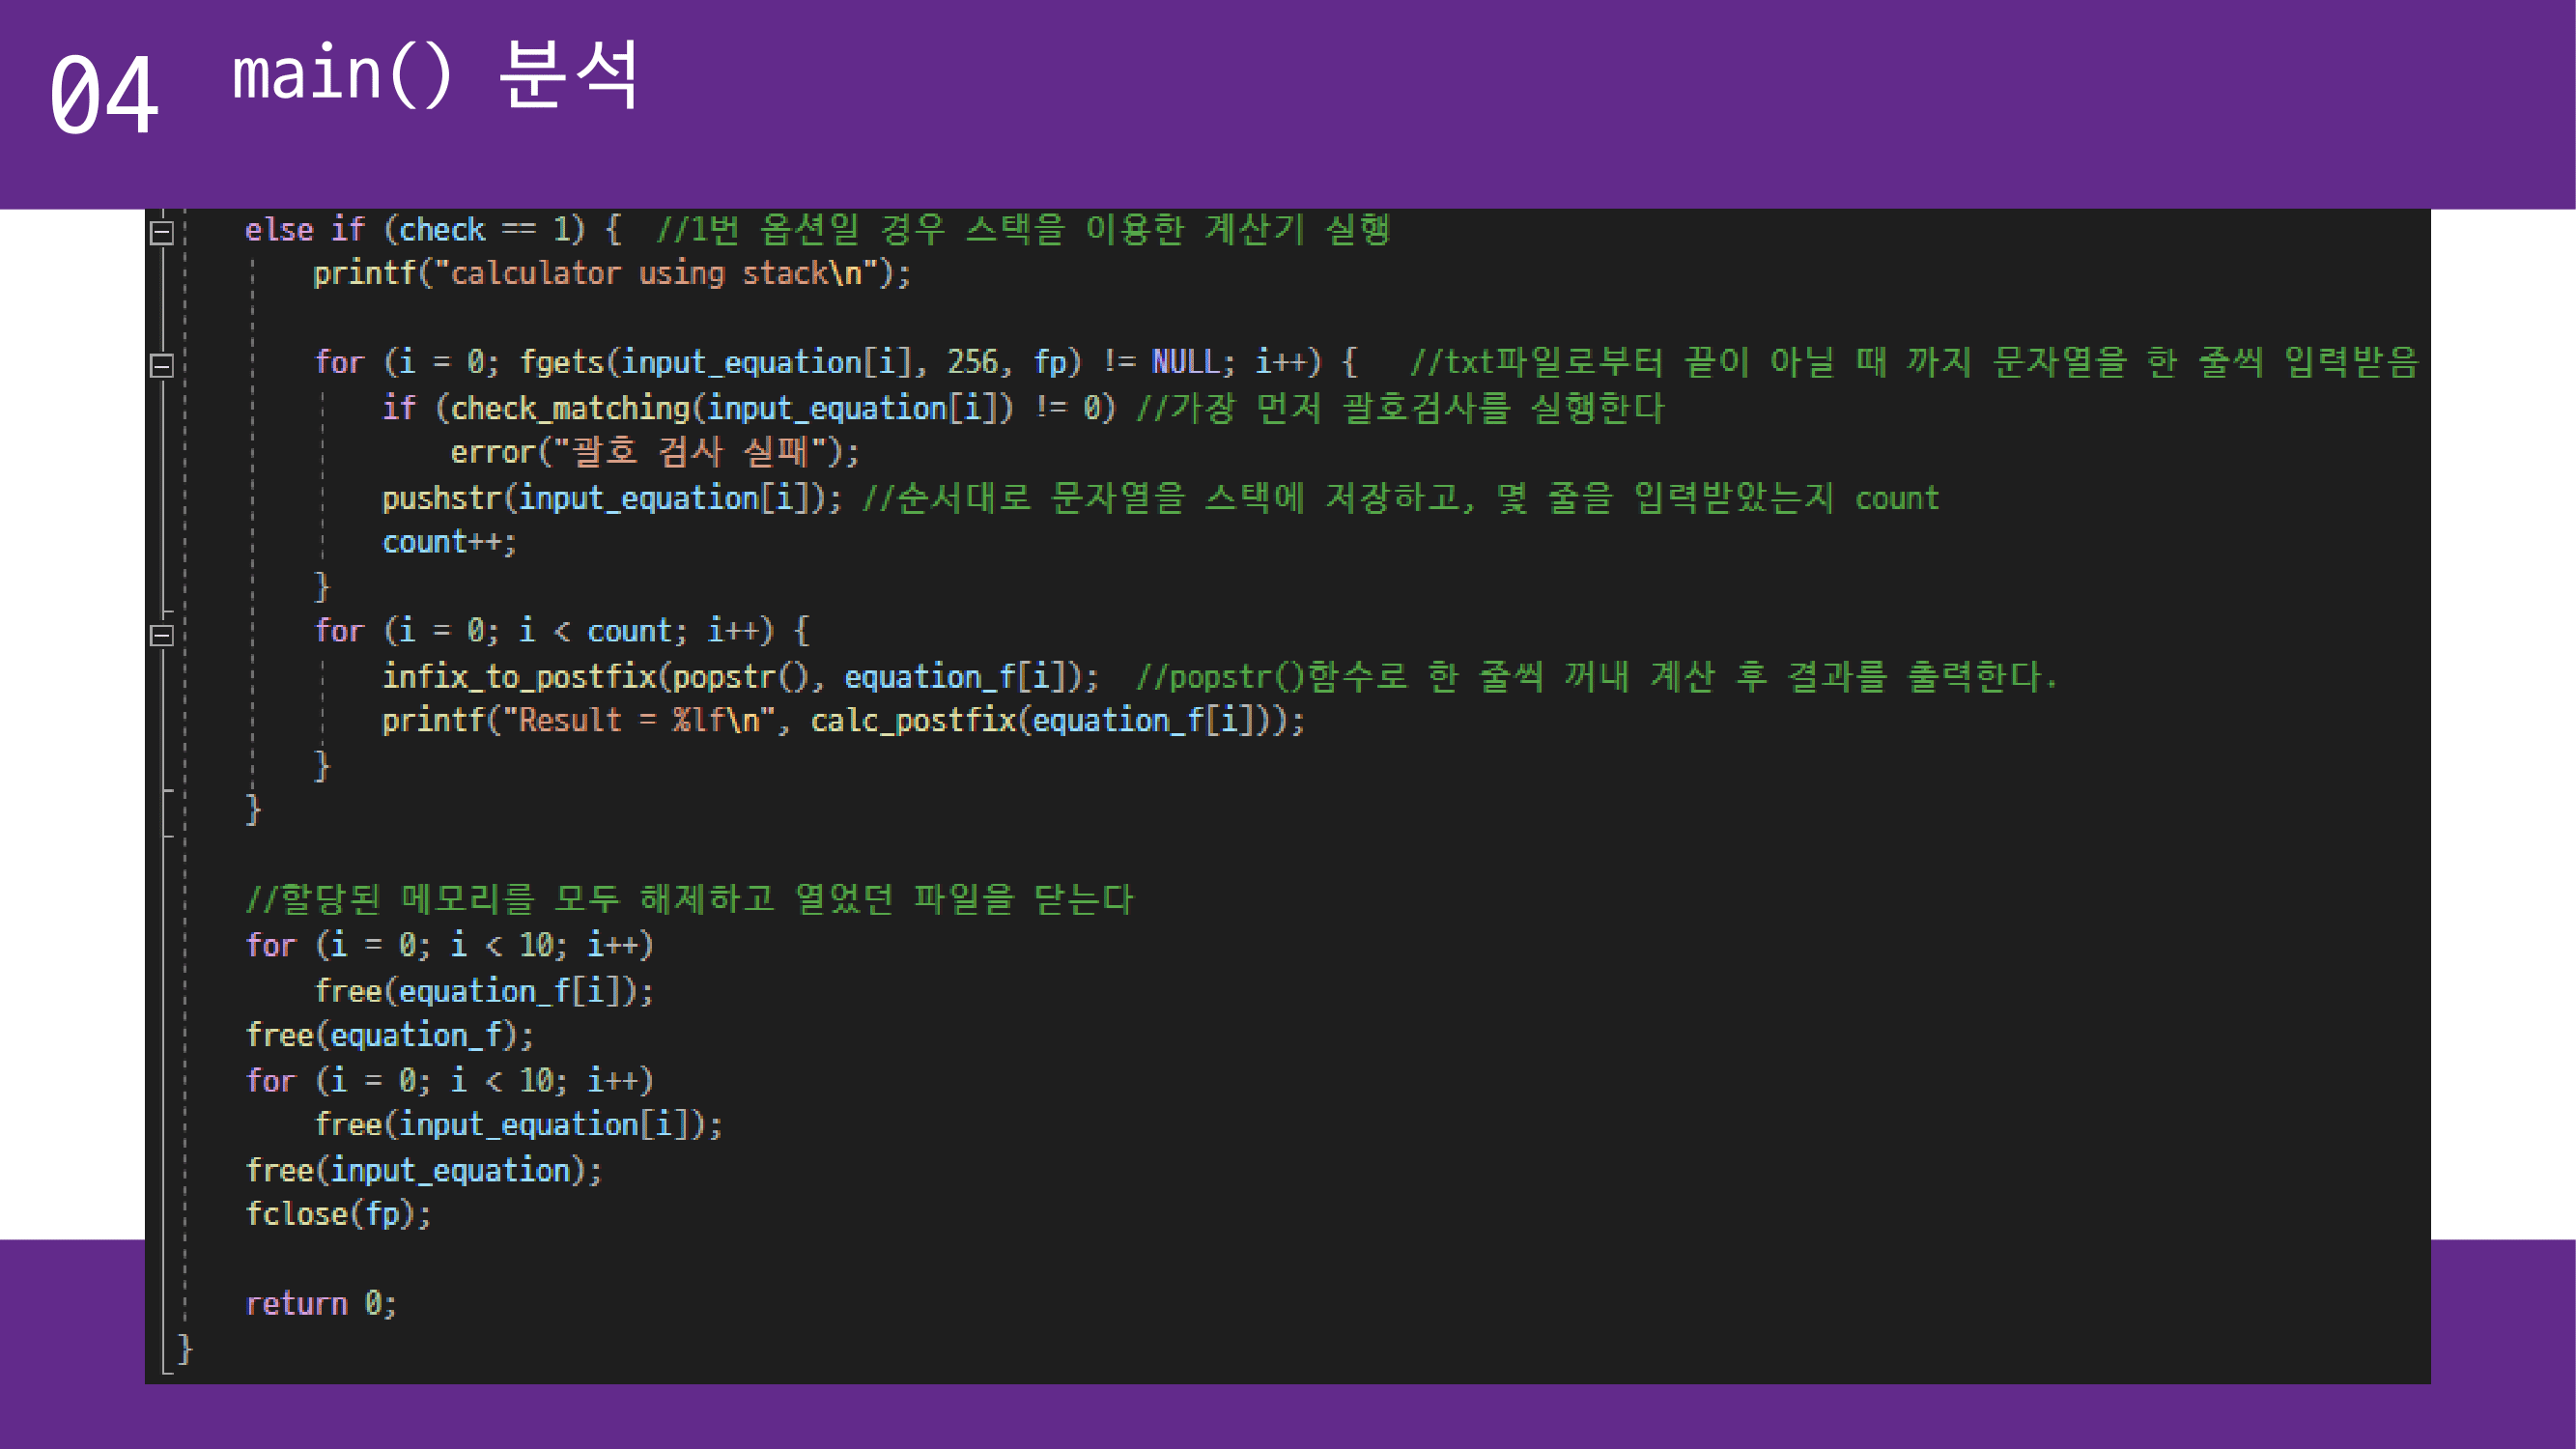 04 main() 분석
else if (check == 1) {  //1번 옵션일 경우 스택을 이용한 계산기 실행
printf("calculator using stack\n");
for (i = 0; fgets(input_equation[i], 256, fp) != NULL; i++) {   //txt파일로부터 끝이 아닐 때 까지 문자열을 한 줄씩 입력받음
if (check_matching(input_equation[i]) != 0) //가장 먼저 괄호검사를 실행한다
error("괄호 검사 실패");
pushstr(input_equation[i]); //순서대로 문자열을 스택에 저장하고, 몇 줄을 입력받았는지 count
count++;
}
for (i = 0; i < count; i++) {
infix_to_postfix(popstr(), equation_f[i]);  //popstr()함수로 한 줄씩 꺼내 계산 후 결과를 출력한다.
printf("Result = %lf\n", calc_postfix(equation_f[i]));
}
}
//할당된 메모리를 모두 해제하고 열었던 파일을 닫는다
for (i = 0; i < 10; i++)
free(equation_f[i]);
free(equation_f);
for (i = 0; i < 10; i++)
free(input_equation[i]);
free(input_equation);
fclose(fp);
return 0;
}